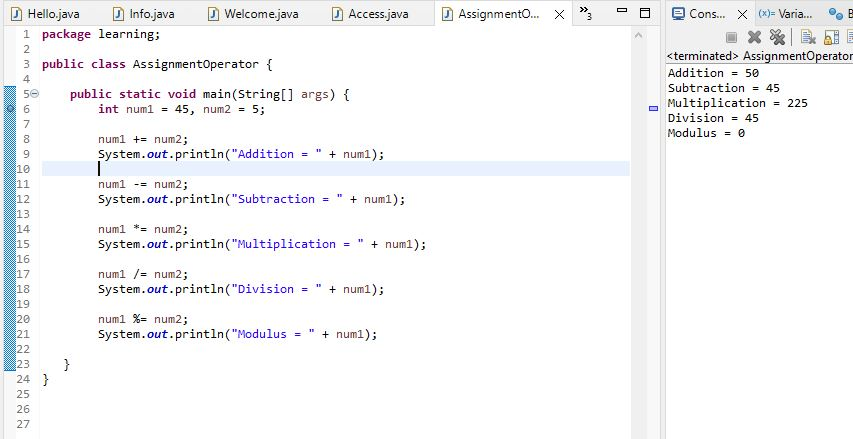 Hello.java Info.java Welcome.java Access.java AssignmentO... »3
1 package learning;
2
3 public class AssignmentOperator {
4
5 public static void main(String[] args) {
6 int num1 = 45, num2 = 5;
7
8 num1 += num2;
9 System.out.println("Addition = " + num1);
10
11 num1 -= num2;
12 System.out.println("Subtraction = " + num1);
13
14 num1 *= num2;
15 System.out.println("Multiplication = " + num1);
16
17 num1 /= num2;
18 System.out.println("Division = " + num1);
19
20 num1 %= num2;
21 System.out.println("Modulus = " + num1);
22
23 }
24 }
25
26
27
Cons... (x)= Varia... B
<terminated> AssignmentOperator
Addition = 50
Subtraction = 45
Multiplication = 225
Division = 45
Modulus = 0